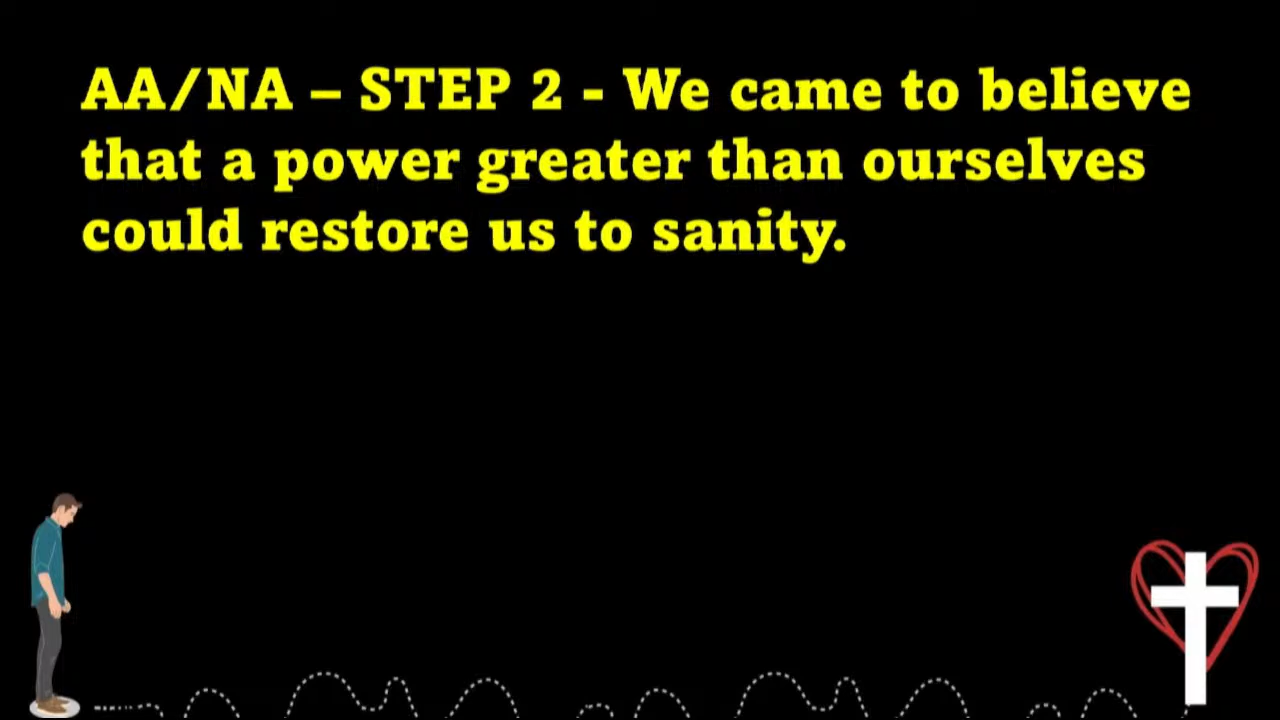 AA/NA – STEP 2 - We came to believe
that a power greater than ourselves
could restore us to sanity.